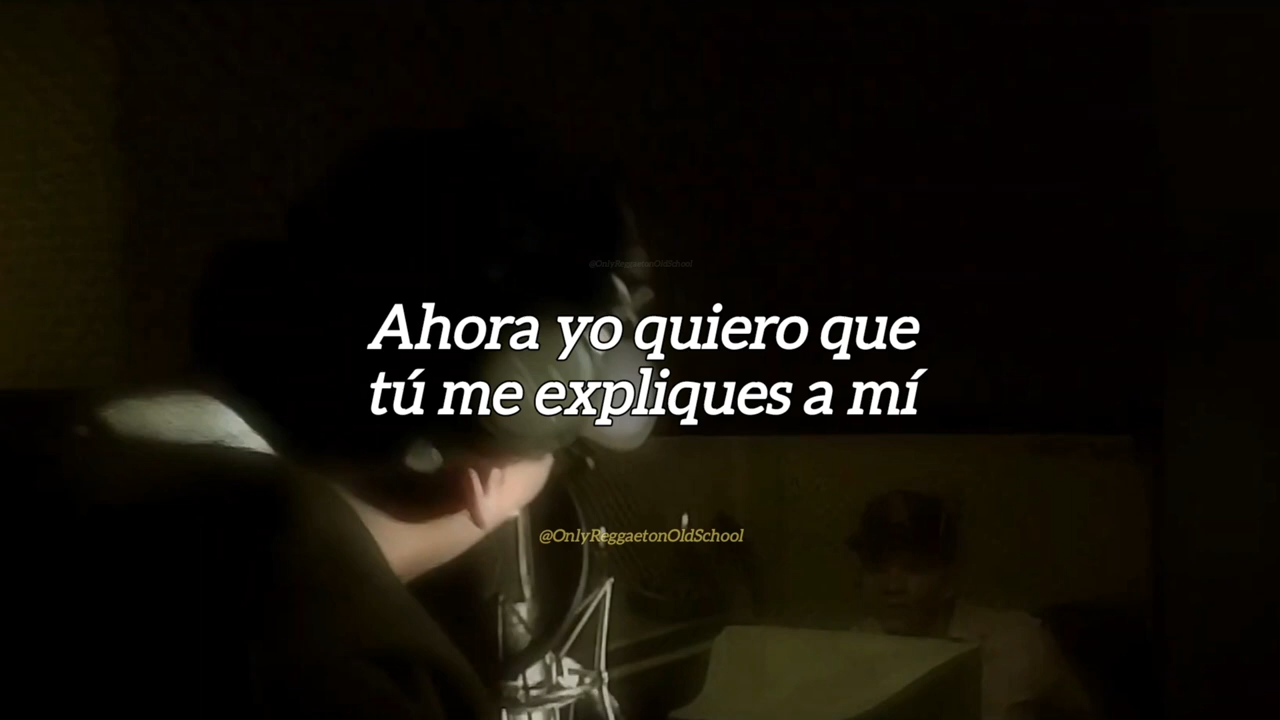 @OnlyReggaetonOldSchool
Ahora yo quiero que
tú me expliques a mí
@OnlyReggaetonOldSchool